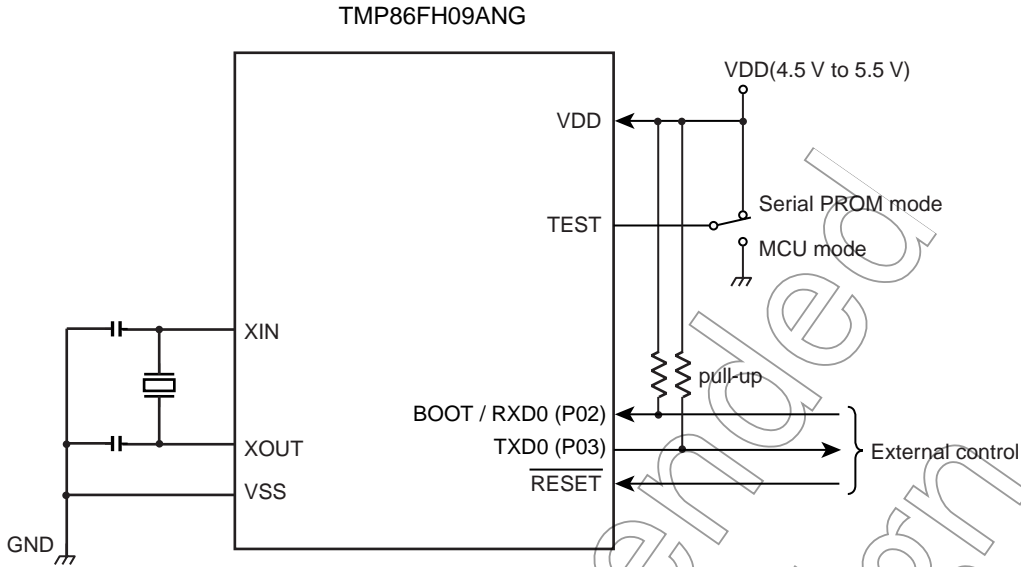 TMP86FH09ANG
VDD(4.5 V to 5.5 V)
VDD
Serial PROM mode
TEST
MCU mode
XIN
pull-up
BOOT / RXD0 (P02)
XOUT
TXD0 (P03)
External control
RESET
VSS
GND